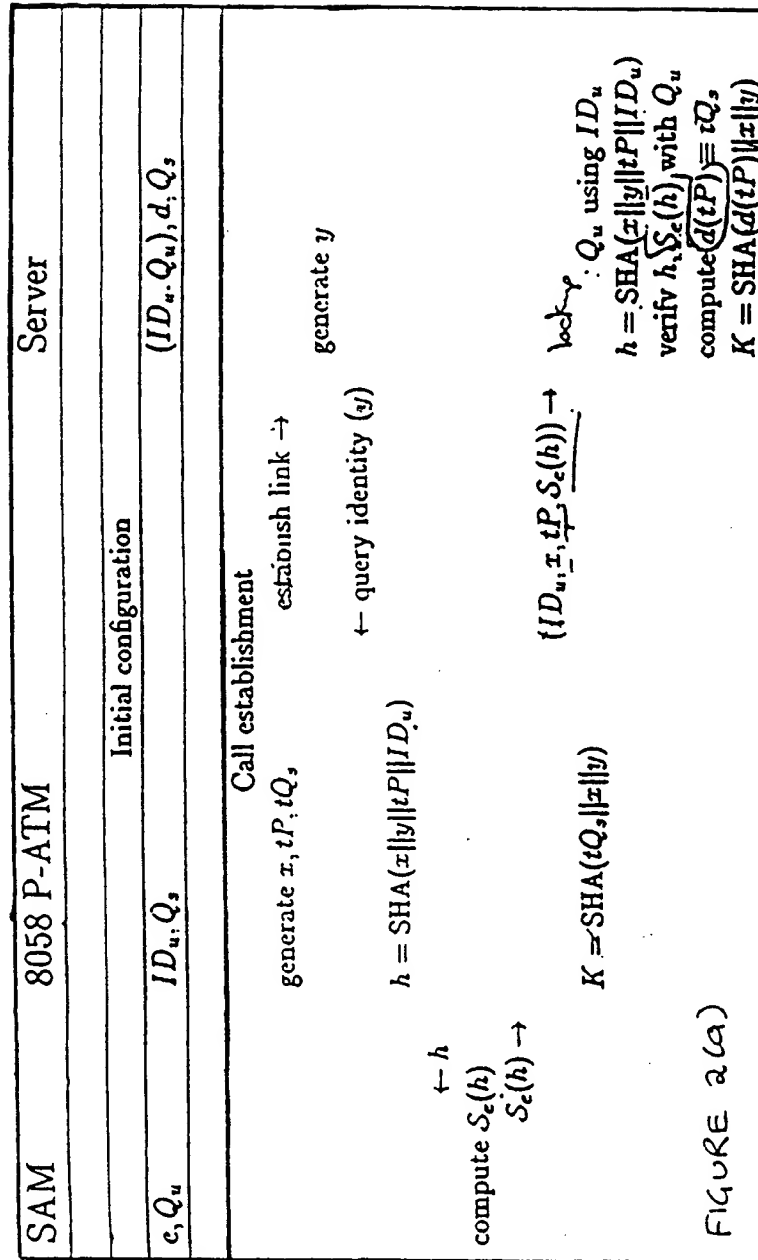 SAM 8058 P-ATM Server
Initial configuration
c, Q_u ID_u, Q_s (ID_u, Q_u), d, Q_s
Call establishment
generate x, tP, tQ_s establish link →
generate y
← query identity (y)
h = SHA(x||y||tP||ID_u)
← h
compute S_c(h)
S_c(h) →
(ID_u, x, tP, S_c(h)) → lookup Q_u using ID_u
h = SHA(x||y||tP||ID_u)
verify h, S_c(h) with Q_u
K = SHA(tQ_s||x||y) compute d(tP) = tQ_s
K = SHA(d(tP)||x||y)
FIGURE 2(a)